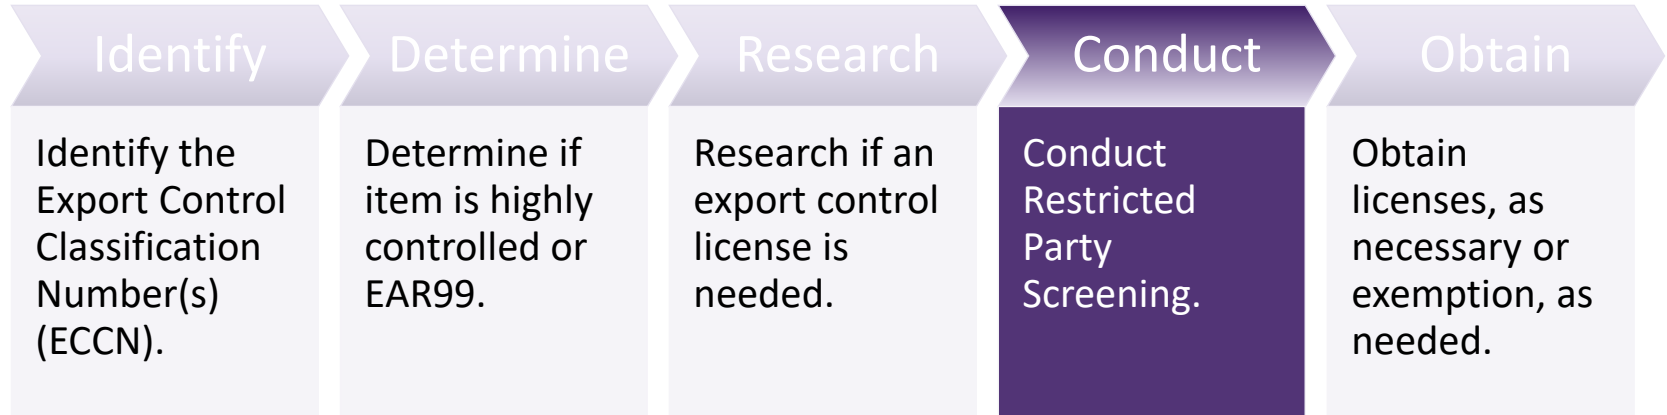 Identify
Determine
Research
Conduct
Obtain
Identify the
Export Control
Classification
Number(s)
(ECCN).
Determine if
item is highly
controlled or
EAR99.
Research if an
export control
license is
needed.
Conduct
Restricted
Party
Screening.
Obtain
licenses, as
necessary or
exemption, as
needed.